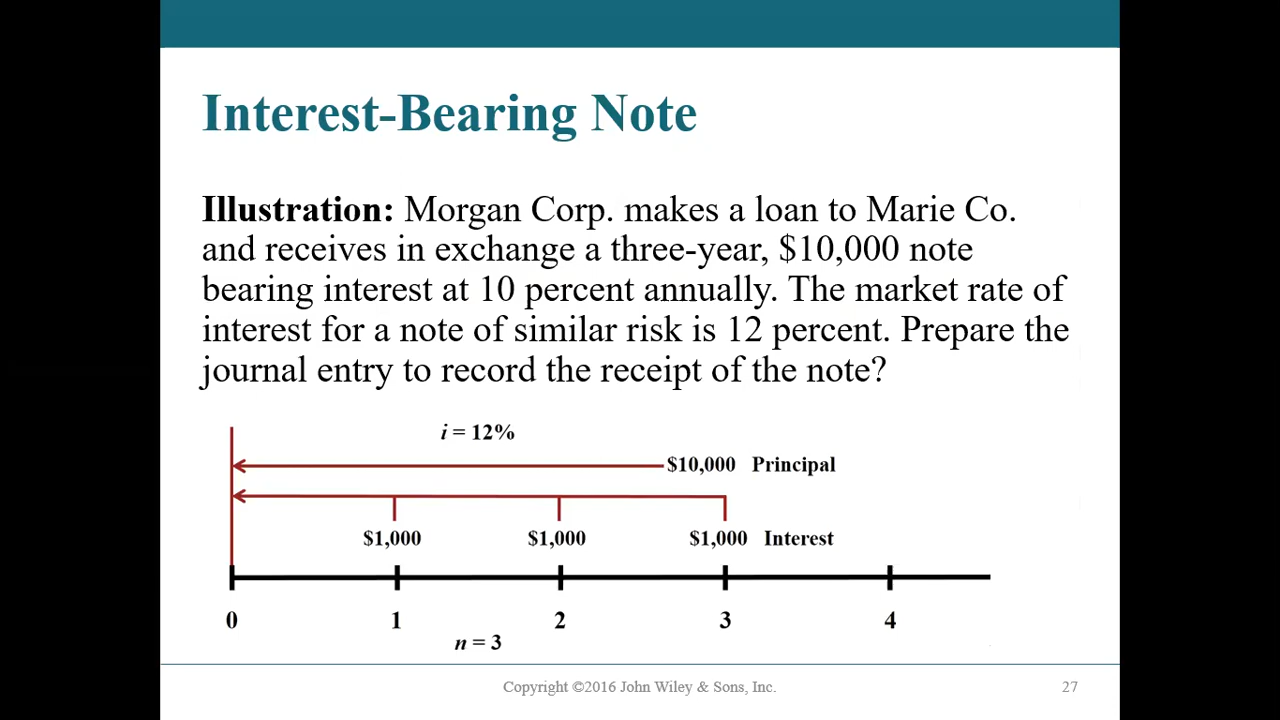 Interest-Bearing Note
Illustration: Morgan Corp. makes a loan to Marie Co.
and receives in exchange a three-year, $10,000 note
bearing interest at 10 percent annually. The market rate of
interest for a note of similar risk is 12 percent. Prepare the
journal entry to record the receipt of the note?
i = 12%
$10,000 Principal
$1,000 $1,000 $1,000 Interest
0 1 2 3 4
n = 3
Copyright ©2016 John Wiley & Sons, Inc. 27